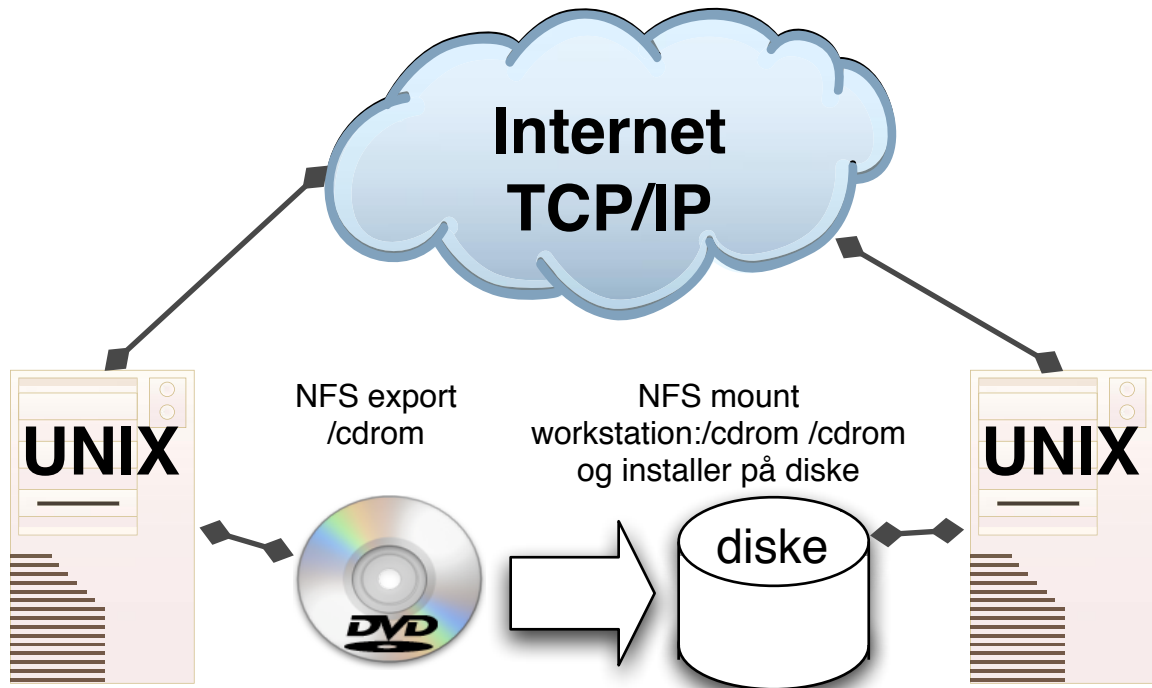 Internet
TCP/IP
NFS export
/cdrom
NFS mount
workstation:/cdrom /cdrom
og installer på diske
UNIX
UNIX
DVD
diske